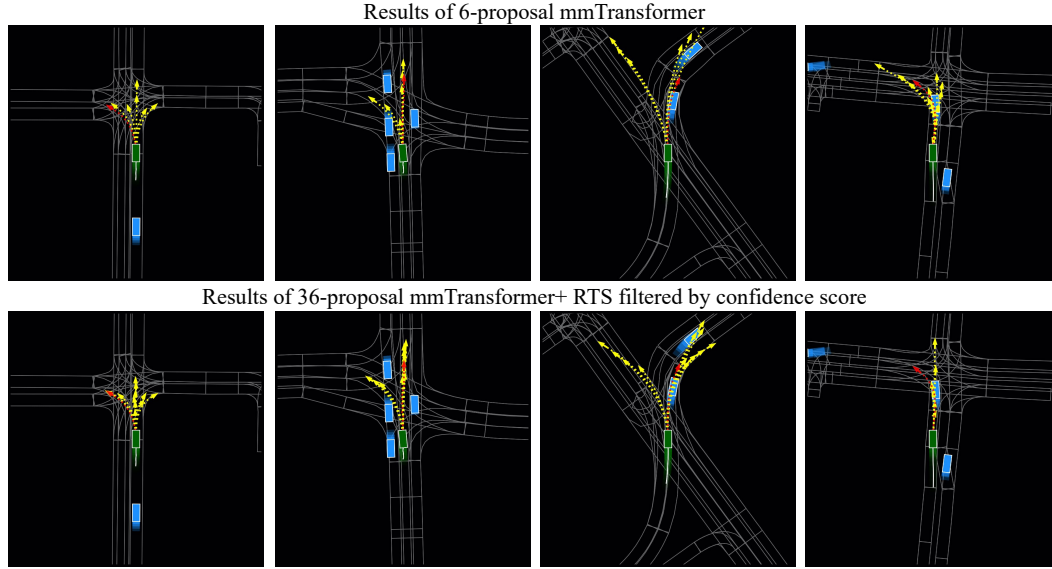 Results of 6-proposal mmTransformer
Results of 36-proposal mmTransformer+ RTS filtered by confidence score